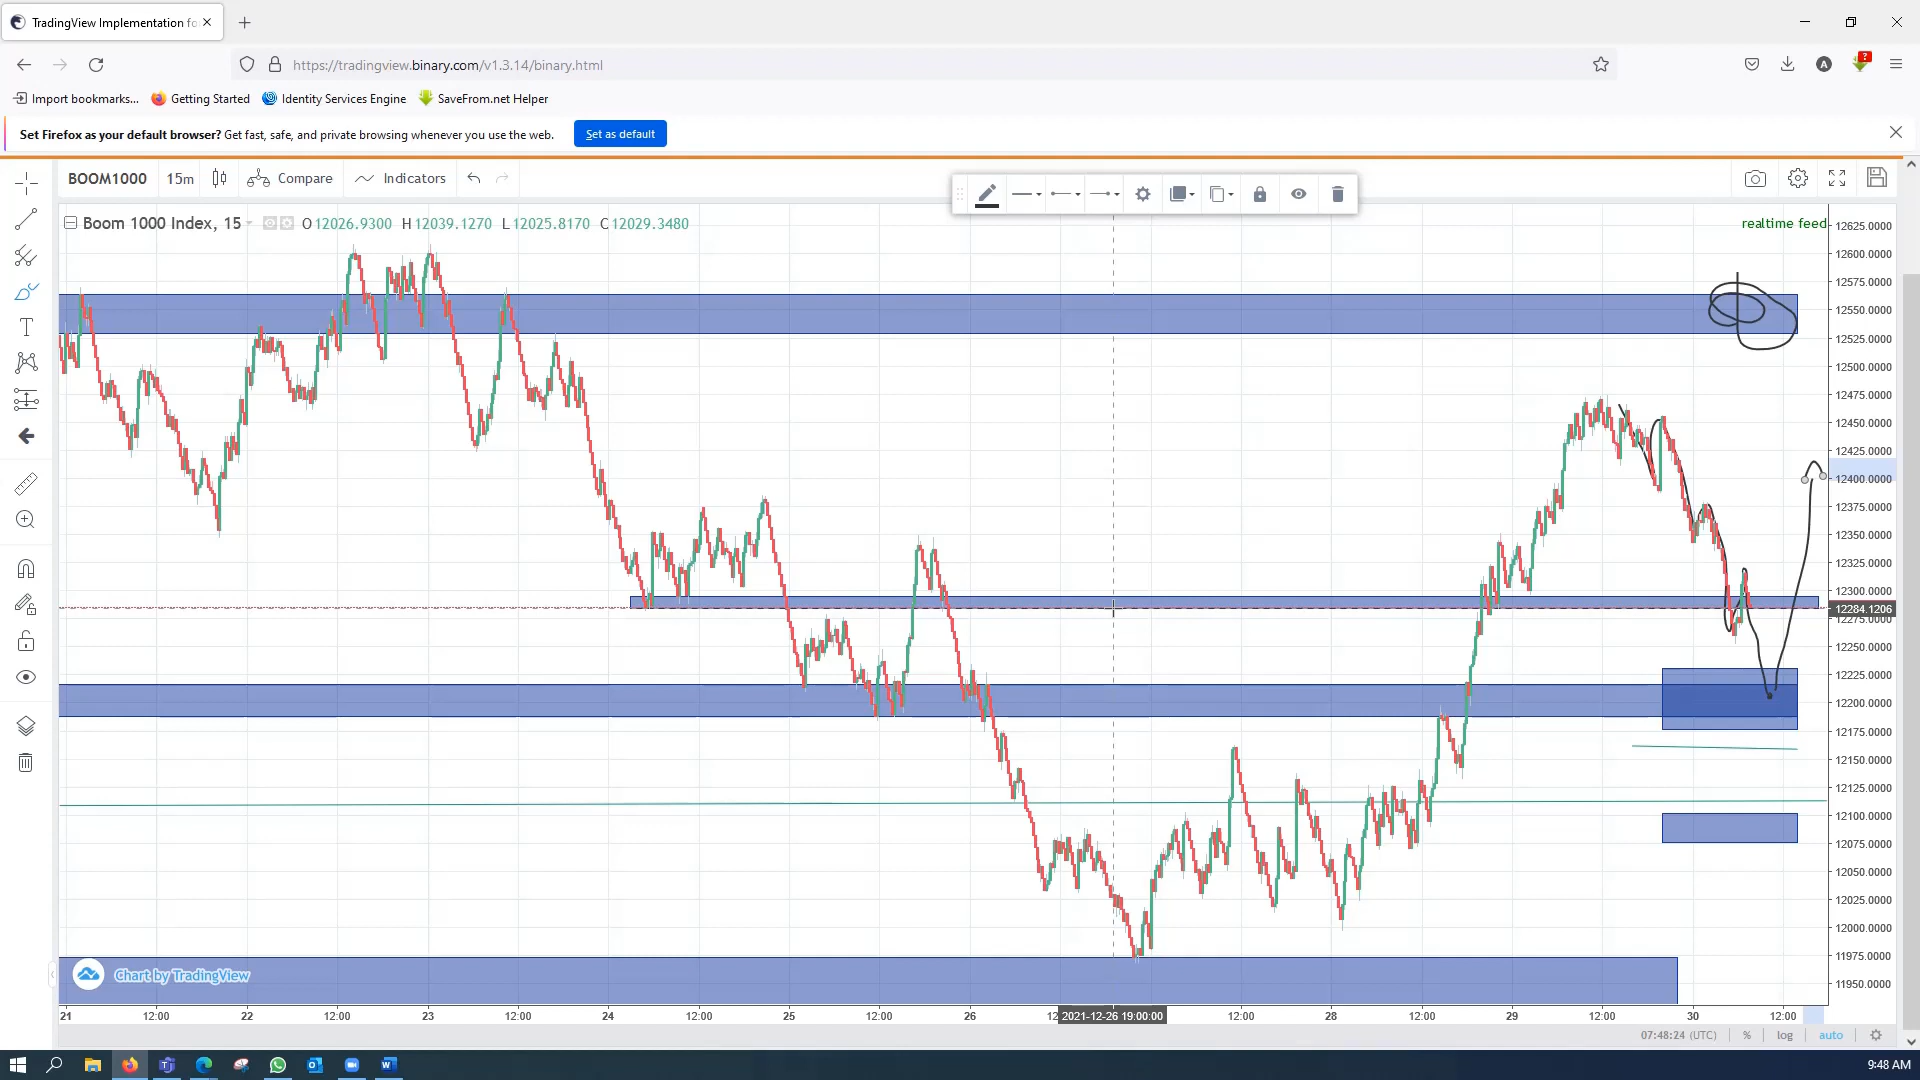 TradingView Implementation fo
https://tradingview.binary.com/v1.3.14/binary.html
Import bookmarks... Getting Started Identity Services Engine SaveFrom.net Helper
Set Firefox as your default browser? Get fast, safe, and private browsing whenever you use the web. Set as default
BOOM1000 15m Compare Indicators
Boom 1000 Index, 15 O12026.9300 H12039.1270 L12025.8170 C12029.3480
realtime feed
12625.0000
12600.0000
12575.0000
12550.0000
12525.0000
12500.0000
12475.0000
12450.0000
12425.0000
12400.0000
12375.0000
12350.0000
12325.0000
12300.0000
12284.1206
12275.0000
12250.0000
12225.0000
12200.0000
12175.0000
12150.0000
12125.0000
12100.0000
12075.0000
12050.0000
12025.0000
12000.0000
11975.0000
11950.0000
Chart by TradingView
21 12:00 22 12:00 23 12:00 24 12:00 25 12:00 26 2021-12-26 19:00:00 12:00 28 12:00 29 12:00 30 12:00
07:48:24 (UTC) % log auto
9:48 AM